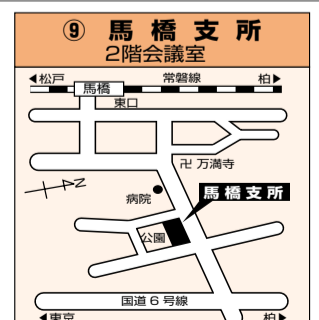 ⑨ 馬橋支所
2階会議室
◀松戸 常磐線 柏▶
馬橋
東口
卍 万満寺
N
病院
馬橋支所
公園
国道6号線
◀東京 柏▶